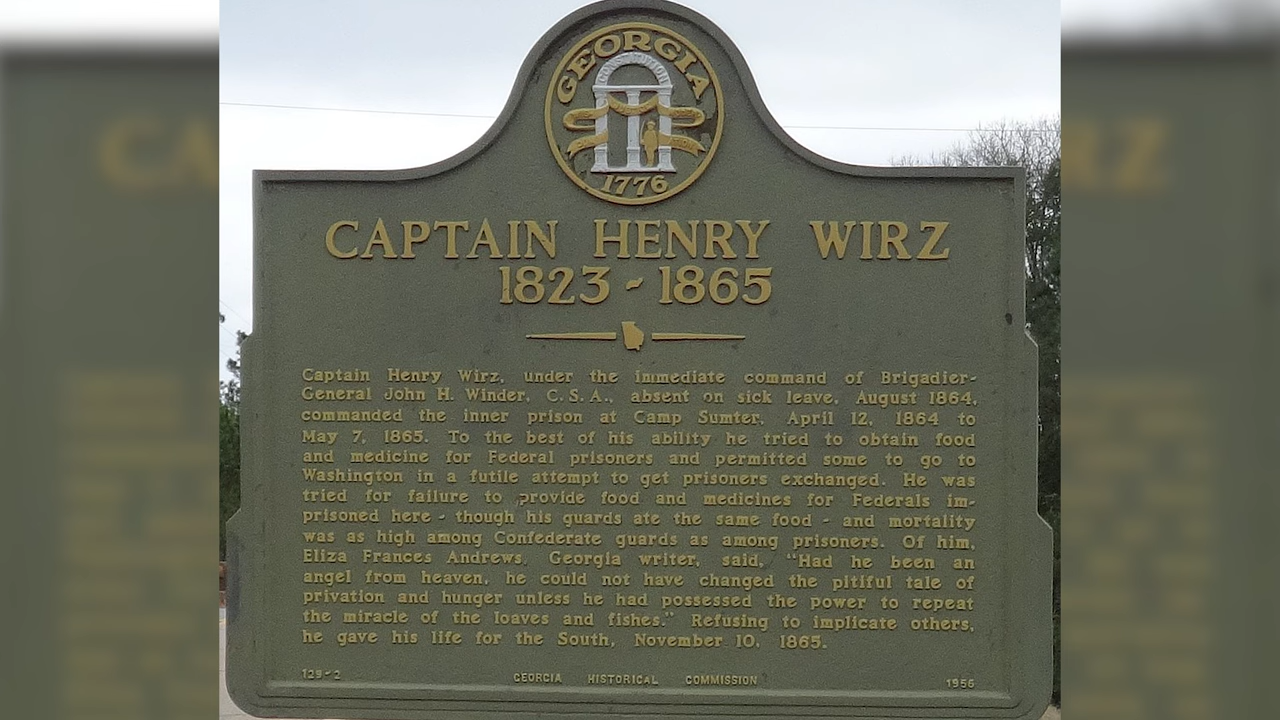 GEORGIA
CONSTITUTION
1776
CAPTAIN HENRY WIRZ
1823 - 1865
Captain Henry Wirz, under the immediate command of Brigadier-
General John H. Winder, C. S. A., absent on sick leave, August 1864,
commanded the inner prison at Camp Sumter, April 12, 1864 to
May 7, 1865. To the best of his ability he tried to obtain food
and medicine for Federal prisoners and permitted some to go to
Washington in a futile attempt to get prisoners exchanged. He was
tried for failure to provide food and medicines for Federals im-
prisoned here - though his guards ate the same food - and mortality
was as high among Confederate guards as among prisoners. Of him,
Eliza Frances Andrews, Georgia writer, said, "Had he been an
angel from heaven, he could not have changed the pitiful tale of
privation and hunger unless he had possessed the power to repeat
the miracle of the loaves and fishes." Refusing to implicate others,
he gave his life for the South, November 10, 1865.
129-2 GEORGIA HISTORICAL COMMISSION 1956